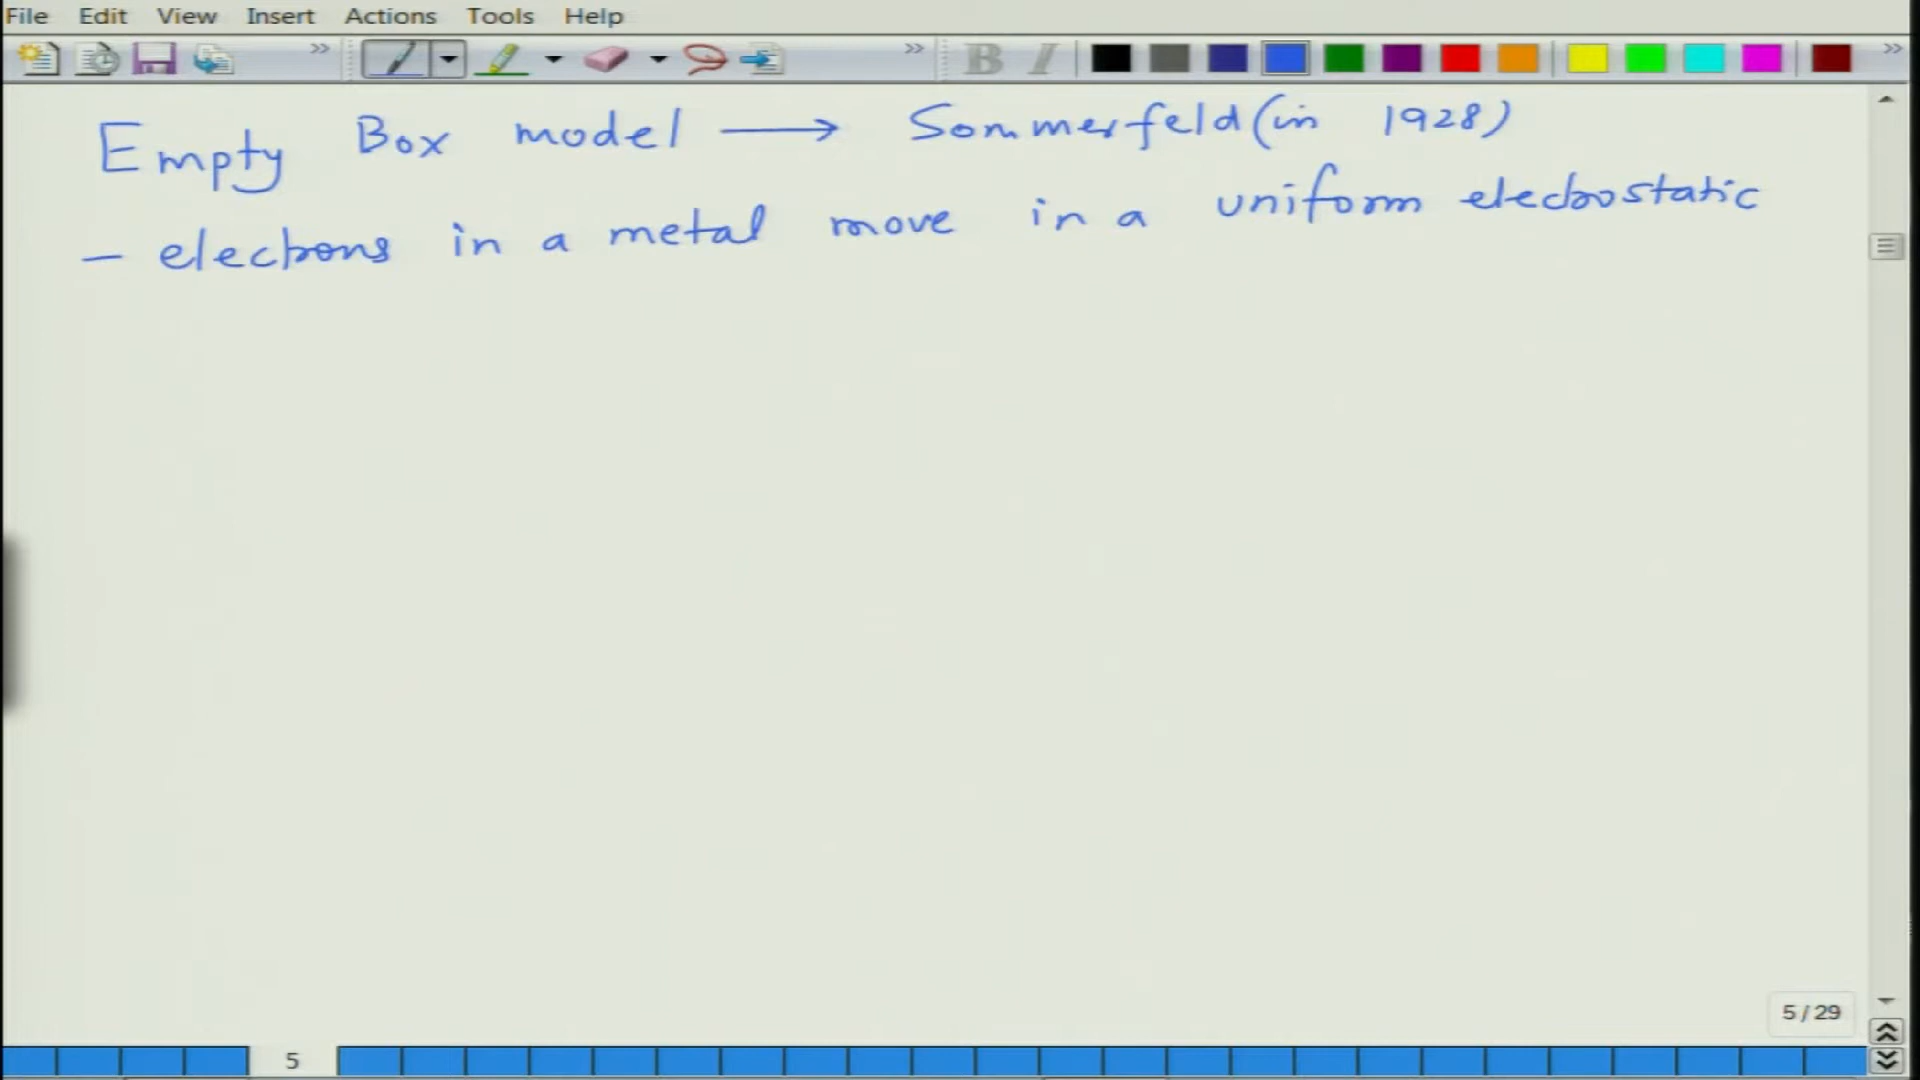 File Edit View Insert Actions Tools Help
B I
Empty Box model → Sommerfeld (in 1928)
- electrons in a metal move in a uniform electrostatic
5 / 29
5